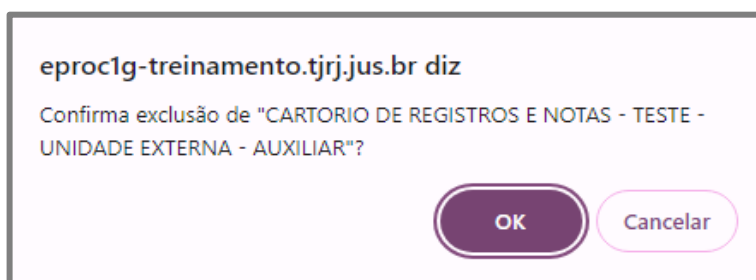 eproc1g-treinamento.tjrj.jus.br diz
Confirma exclusão de "CARTORIO DE REGISTROS E NOTAS - TESTE -
UNIDADE EXTERNA - AUXILIAR"?
OK Cancelar